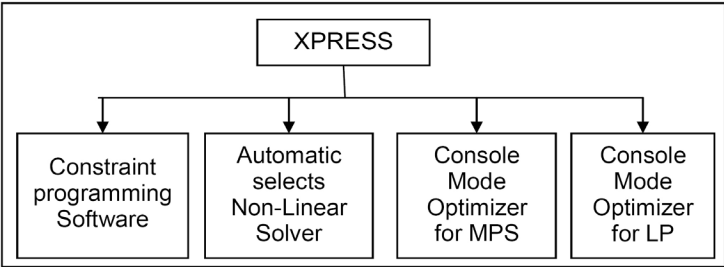 XPRESS
Constraint
programming
Software
Automatic
selects
Non-Linear
Solver
Console
Mode
Optimizer
for MPS
Console
Mode
Optimizer
for LP